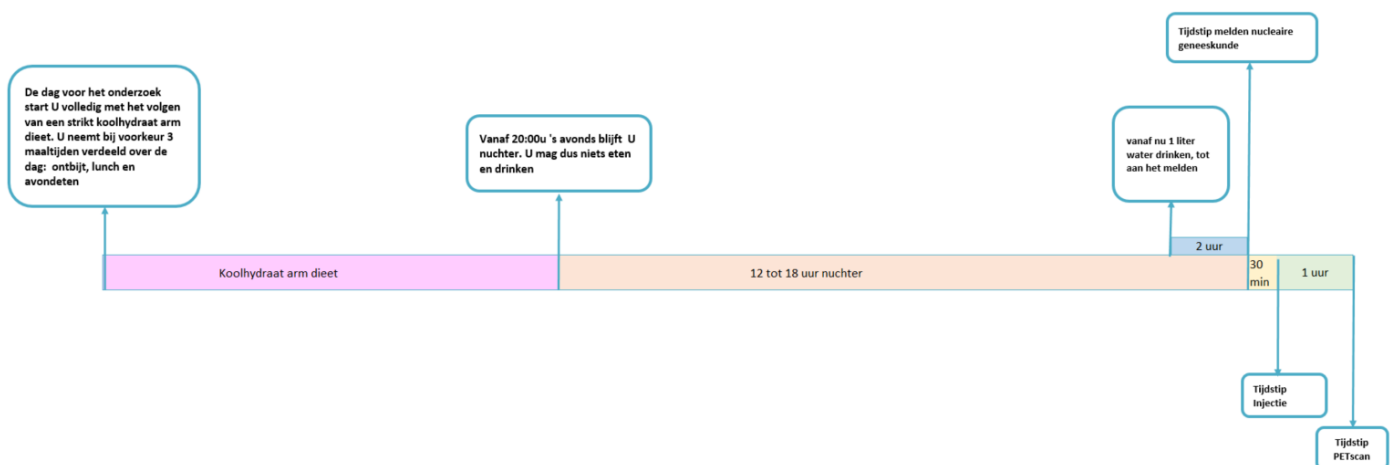 Tijdstip melden nucleaire
geneeskunde
De dag voor het onderzoek
start U volledig met het volgen
van een strikt koolhydraat arm
dieet. U neemt bij voorkeur 3
maaltijden verdeeld over de
dag:  ontbijt, lunch en
avondeten
Vanaf 20:00u 's avonds blijft  U
nuchter. U mag dus niets eten
en drinken
vanaf nu 1 liter
water drinken, tot
aan het melden
2 uur
Koolhydraat arm dieet
12 tot 18 uur nuchter
30
min
1 uur
Tijdstip
Injectie
Tijdstip
PETscan